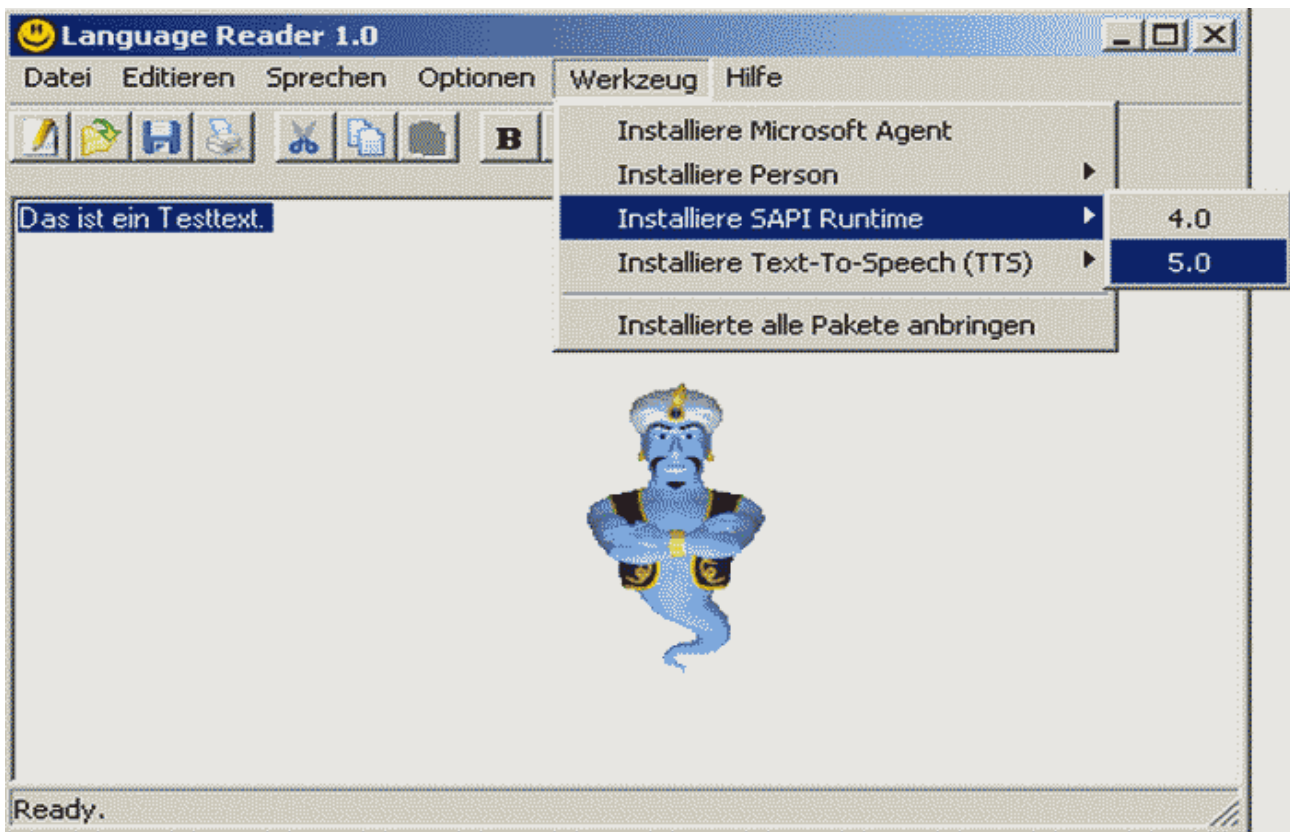 Language Reader 1.0
Datei Editieren Sprechen Optionen Werkzeug Hilfe
B
Installiere Microsoft Agent
Installiere Person
Das ist ein Testtext.
Installiere SAPI Runtime
4.0
Installiere Text-To-Speech (TTS)
5.0
Installierte alle Pakete anbringen
Ready.